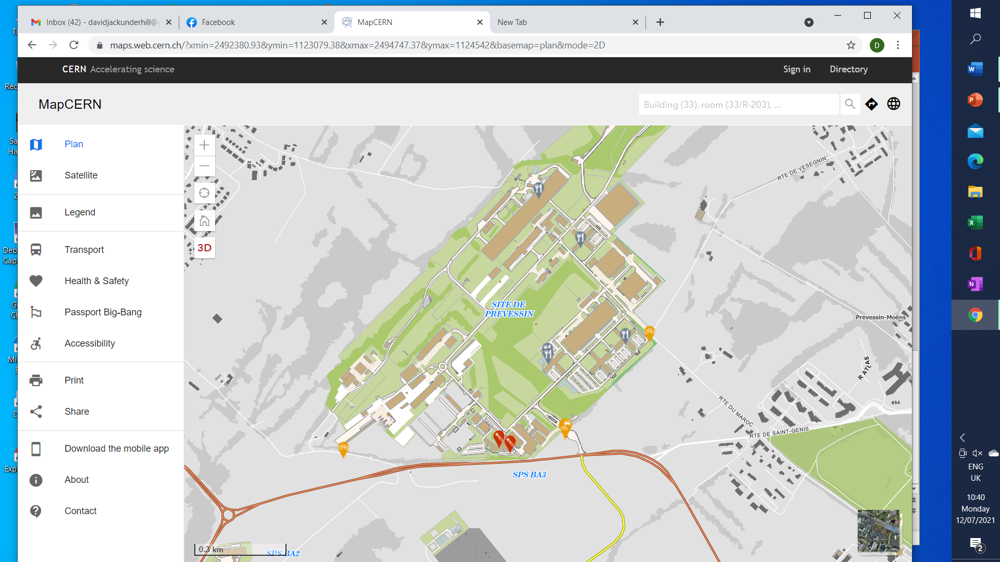 Inbox (42) - davidjackunderhill@
Facebook
MapCERN
New Tab
maps.web.cern.ch/?xmin=2492380.93&ymin=1123079.38&xmax=2494747.37&ymax=1124542&basemap=plan&mode=2D
D
CERN Accelerating science
Sign in
Directory
MapCERN
Building (33), room (33/R-203), ...
Plan
Satellite
Legend
Transport
Health & Safety
Passport Big-Bang
Accessibility
Print
Share
Download the mobile app
About
Contact
3D
RTE DE VESEGNIN
SITE DE
PREVESSIN
Prévessin-Moëns
R ATLAS
RTE DU MAROC
RTE DE SAINT-GENIS
SPS BA3
SPS BA2
0.3 km
ENG
UK
10:40
Monday
12/07/2021
2